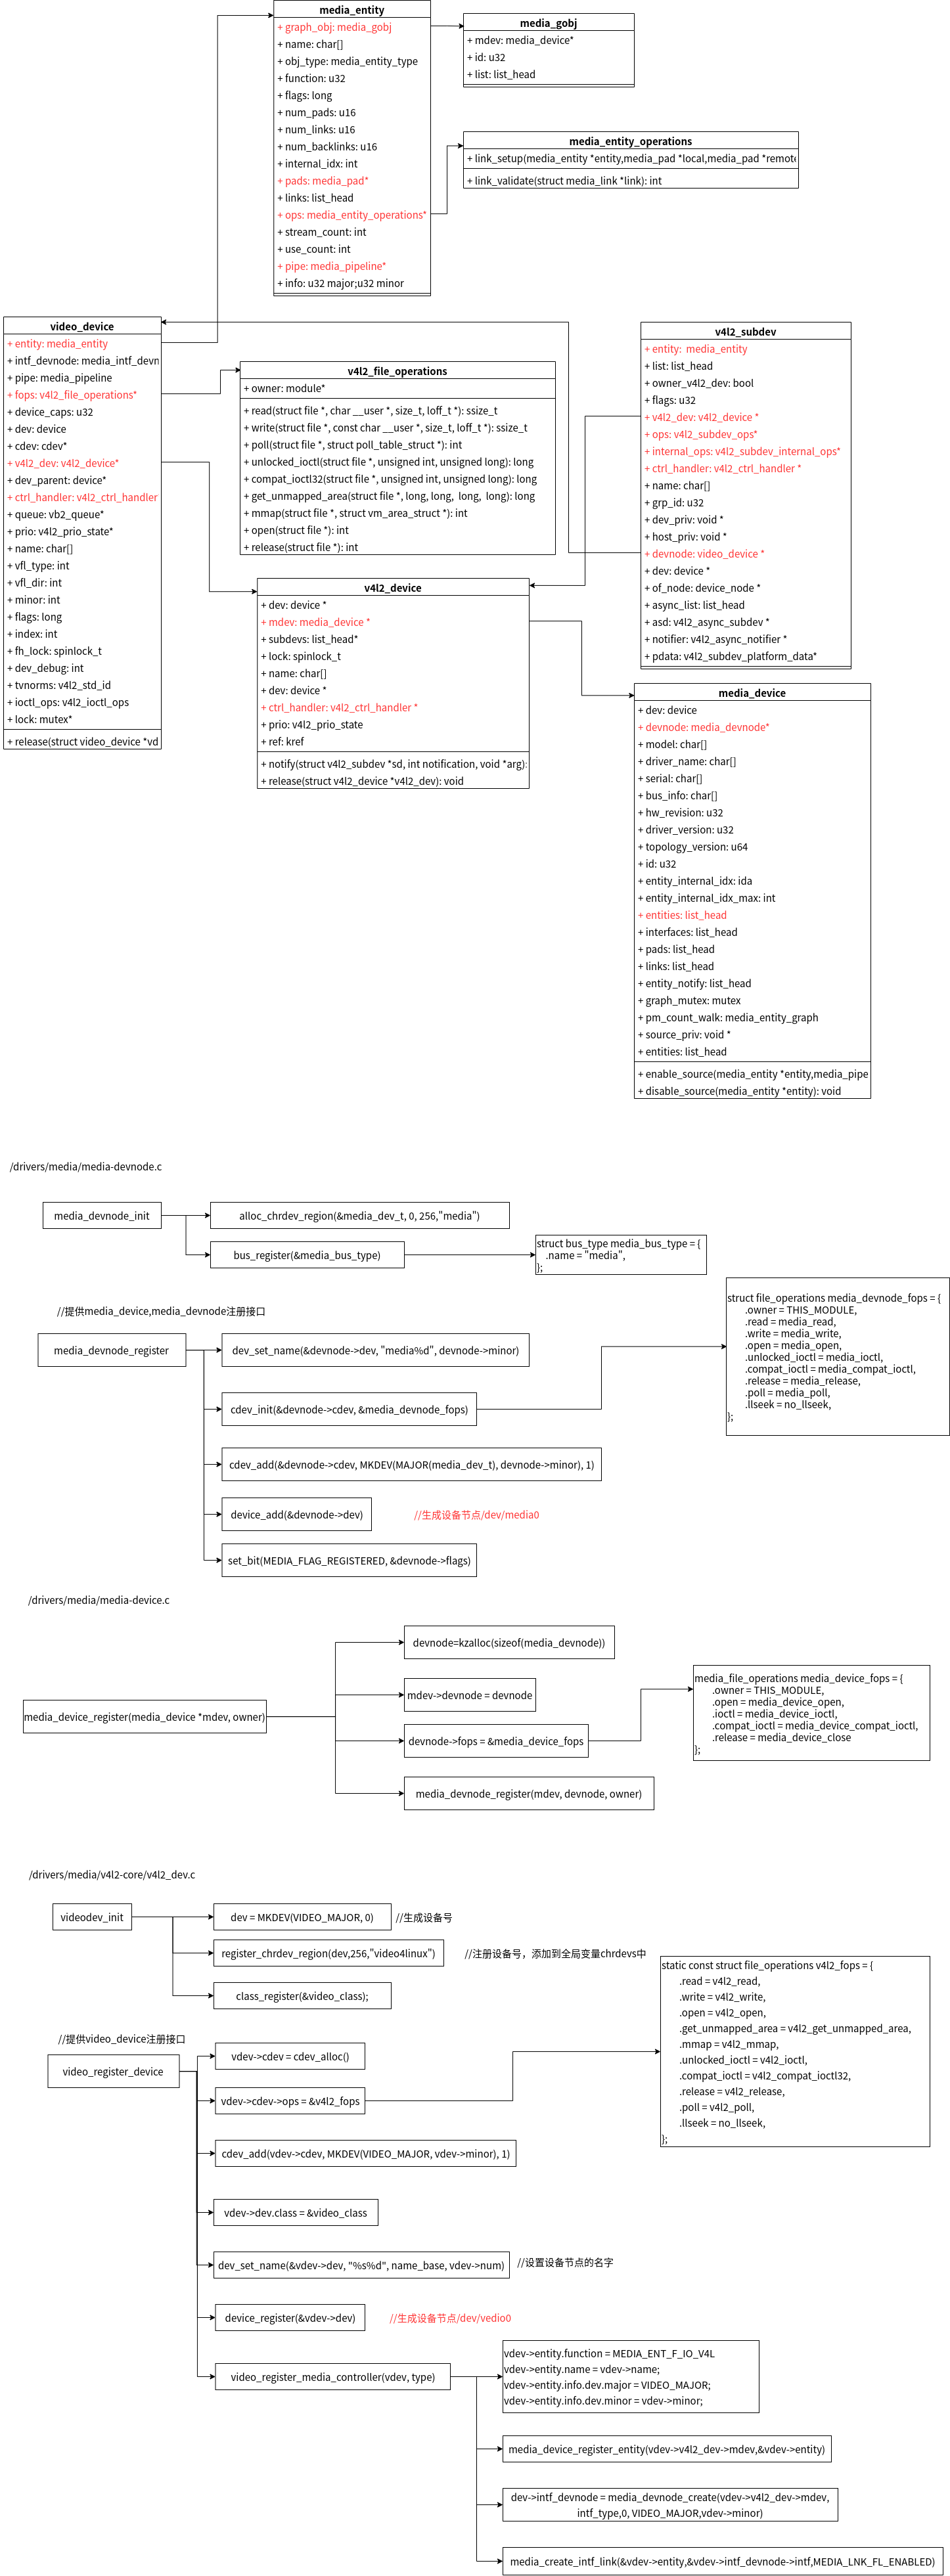 media_entity
+ graph_obj: media_gobj
+ name: char[]
+ obj_type: media_entity_type
+ function: u32
+ flags: long
+ num_pads: u16
+ num_links: u16
+ num_backlinks: u16
+ internal_idx: int
+ pads: media_pad*
+ links: list_head
+ ops: media_entity_operations*
+ stream_count: int
+ use_count: int
+ pipe: media_pipeline*
+ info: u32 major;u32 minor
media_gobj
+ mdev: media_device*
+ id: u32
+ list: list_head
media_entity_operations
+ link_setup(media_entity *entity,media_pad *local,media_pad *remote
+ link_validate(struct media_link *link): int
video_device
+ entity: media_entity
+ intf_devnode: media_intf_devn
+ pipe: media_pipeline
+ fops: v4l2_file_operations*
+ device_caps: u32
+ dev: device
+ cdev: cdev*
+ v4l2_dev: v4l2_device*
+ dev_parent: device*
+ ctrl_handler: v4l2_ctrl_handler
+ queue: vb2_queue*
+ prio: v4l2_prio_state*
+ name: char[]
+ vfl_type: int
+ vfl_dir: int
+ minor: int
+ flags: long
+ index: int
+ fh_lock: spinlock_t
+ dev_debug: int
+ tvnorms: v4l2_std_id
+ ioctl_ops: v4l2_ioctl_ops
+ lock: mutex*
+ release(struct video_device *vd
v4l2_file_operations
+ owner: module*
+ read(struct file *, char __user *, size_t, loff_t *): ssize_t
+ write(struct file *, const char __user *, size_t, loff_t *): ssize_t
+ poll(struct file *, struct poll_table_struct *): int
+ unlocked_ioctl(struct file *, unsigned int, unsigned long): long
+ compat_ioctl32(struct file *, unsigned int, unsigned long): long
+ get_unmapped_area(struct file *, long, long,  long,  long): long
+ mmap(struct file *, struct vm_area_struct *): int
+ open(struct file *): int
+ release(struct file *): int
v4l2_subdev
+ entity:  media_entity
+ list: list_head
+ owner_v4l2_dev: bool
+ flags: u32
+ v4l2_dev: v4l2_device *
+ ops: v4l2_subdev_ops*
+ internal_ops: v4l2_subdev_internal_ops*
+ ctrl_handler: v4l2_ctrl_handler *
+ name: char[]
+ grp_id: u32
+ dev_priv: void *
+ host_priv: void *
+ devnode: video_device *
+ dev: device *
+ of_node: device_node *
+ async_list: list_head
+ asd: v4l2_async_subdev *
+ notifier: v4l2_async_notifier *
+ pdata: v4l2_subdev_platform_data*
v4l2_device
+ dev: device *
+ mdev: media_device *
+ subdevs: list_head*
+ lock: spinlock_t
+ name: char[]
+ dev: device *
+ ctrl_handler: v4l2_ctrl_handler *
+ prio: v4l2_prio_state
+ ref: kref
+ notify(struct v4l2_subdev *sd, int notification, void *arg):
+ release(struct v4l2_device *v4l2_dev): void
media_device
+ dev: device
+ devnode: media_devnode*
+ model: char[]
+ driver_name: char[]
+ serial: char[]
+ bus_info: char[]
+ hw_revision: u32
+ driver_version: u32
+ topology_version: u64
+ id: u32
+ entity_internal_idx: ida
+ entity_internal_idx_max: int
+ entities: list_head
+ interfaces: list_head
+ pads: list_head
+ links: list_head
+ entity_notify: list_head
+ graph_mutex: mutex
+ pm_count_walk: media_entity_graph
+ source_priv: void *
+ entities: list_head
+ enable_source(media_entity *entity,media_pipe
+ disable_source(media_entity *entity): void
/drivers/media/media-devnode.c
media_devnode_init
alloc_chrdev_region(&media_dev_t, 0, 256,"media")
bus_register(&media_bus_type)
struct bus_type media_bus_type = {
.name = "media",
};
//提供media_device,media_devnode注册接口
media_devnode_register
dev_set_name(&devnode->dev, "media%d", devnode->minor)
cdev_init(&devnode->cdev, &media_devnode_fops)
cdev_add(&devnode->cdev, MKDEV(MAJOR(media_dev_t), devnode->minor), 1)
device_add(&devnode->dev)
//生成设备节点/dev/media0
set_bit(MEDIA_FLAG_REGISTERED, &devnode->flags)
struct file_operations media_devnode_fops = {
.owner = THIS_MODULE,
.read = media_read,
.write = media_write,
.open = media_open,
.unlocked_ioctl = media_ioctl,
.compat_ioctl = media_compat_ioctl,
.release = media_release,
.poll = media_poll,
.llseek = no_llseek,
};
/drivers/media/media-device.c
media_device_register(media_device *mdev, owner)
devnode=kzalloc(sizeof(media_devnode))
mdev->devnode = devnode
devnode->fops = &media_device_fops
media_devnode_register(mdev, devnode, owner)
media_file_operations media_device_fops = {
.owner = THIS_MODULE,
.open = media_device_open,
.ioctl = media_device_ioctl,
.compat_ioctl = media_device_compat_ioctl,
.release = media_device_close
};
/drivers/media/v4l2-core/v4l2_dev.c
videodev_init
dev = MKDEV(VIDEO_MAJOR, 0)
//生成设备号
register_chrdev_region(dev,256,"video4linux")
//注册设备号，添加到全局变量chrdevs中
class_register(&video_class);
//提供video_device注册接口
video_register_device
vdev->cdev = cdev_alloc()
vdev->cdev->ops = &v4l2_fops
cdev_add(vdev->cdev, MKDEV(VIDEO_MAJOR, vdev->minor), 1)
vdev->dev.class = &video_class
dev_set_name(&vdev->dev, "%s%d", name_base, vdev->num)
//设置设备节点的名字
device_register(&vdev->dev)
//生成设备节点/dev/vedio0
video_register_media_controller(vdev, type)
static const struct file_operations v4l2_fops = {
.read = v4l2_read,
.write = v4l2_write,
.open = v4l2_open,
.get_unmapped_area = v4l2_get_unmapped_area,
.mmap = v4l2_mmap,
.unlocked_ioctl = v4l2_ioctl,
.compat_ioctl = v4l2_compat_ioctl32,
.release = v4l2_release,
.poll = v4l2_poll,
.llseek = no_llseek,
};
vdev->entity.function = MEDIA_ENT_F_IO_V4L
vdev->entity.name = vdev->name;
vdev->entity.info.dev.major = VIDEO_MAJOR;
vdev->entity.info.dev.minor = vdev->minor;
media_device_register_entity(vdev->v4l2_dev->mdev,&vdev->entity)
dev->intf_devnode = media_devnode_create(vdev->v4l2_dev->mdev,
intf_type,0, VIDEO_MAJOR,vdev->minor)
media_create_intf_link(&vdev->entity,&vdev->intf_devnode->intf,MEDIA_LNK_FL_ENABLED)